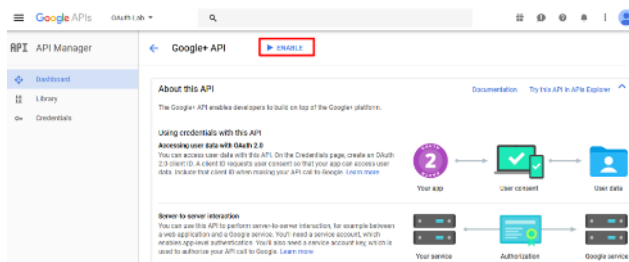 Google APIs OAuth Lab
API API Manager
Google+ API ENABLE
Dashboard
Library
Credentials
About this API
Documentation Try this API in APIs Explorer
The Google+ API enables developers to build on top of the Google+ platform.
Using credentials with this API
Accessing user data with OAuth 2.0
You can access user data with this API. On the Credentials page, create an OAuth
2.0 client ID. A client ID requests user consent so that your app can access user
data. Include that client ID when making your API call to Google. Learn more
2
Your app User consent User data
Server-to-server interaction
You can use this API to perform server-to-server interaction, for example between
a web application and a Google service. You'll need a service account, which
enables app-level authentication. You'll also need a service account key, which is
used to authorize your API call to Google. Learn more
Your service Authorization Google service